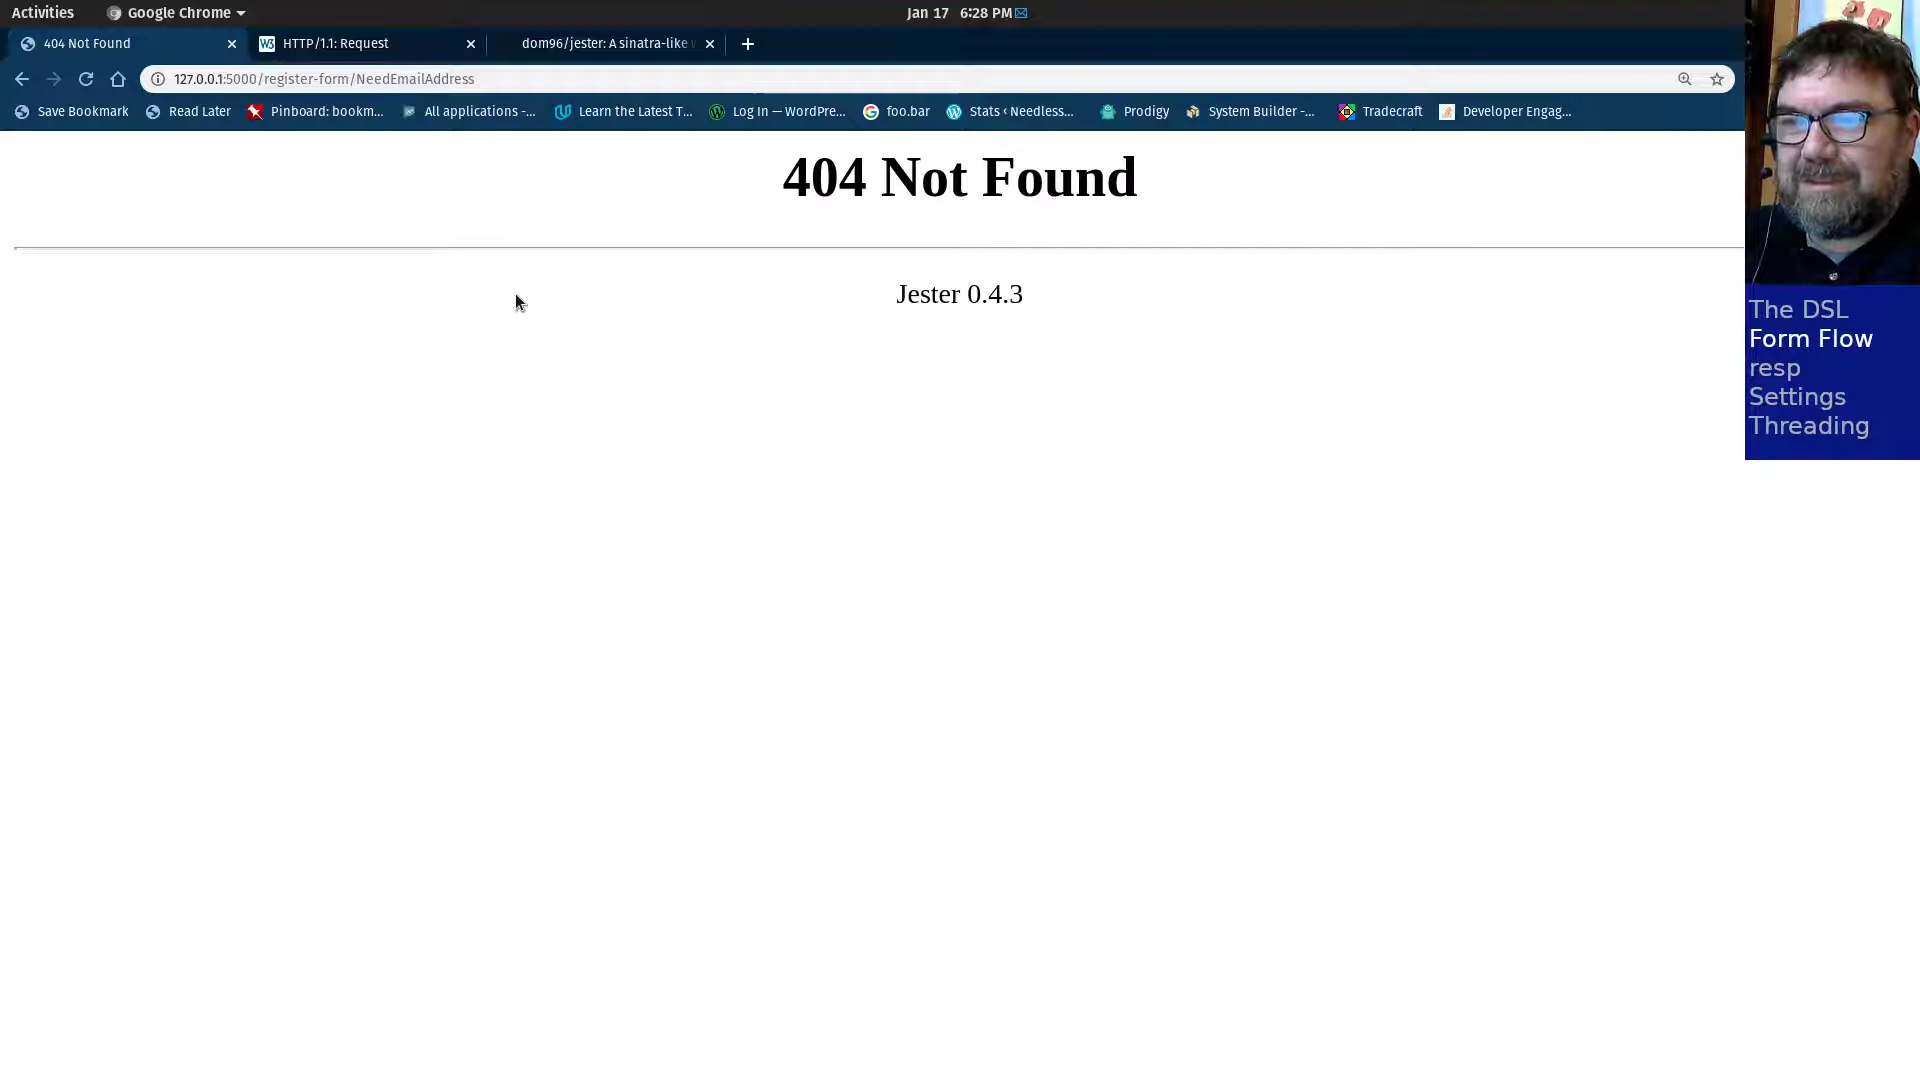 Activities Google Chrome Jan 17 6:28 PM
404 Not Found HTTP/1.1: Request dom96/jester: A sinatra-like
127.0.0.1:5000/register-form/NeedEmailAddress
Save Bookmark Read Later Pinboard: bookm... All applications -... Learn the Latest T... Log In — WordPre... foo.bar Stats ‹ Needless... Prodigy System Builder -... Tradecraft Developer Engag...
404 Not Found
Jester 0.4.3
The DSL
Form Flow
resp
Settings
Threading